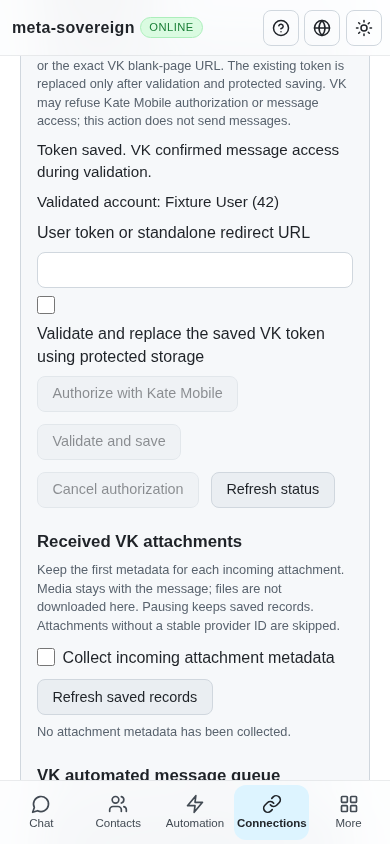 meta-sovereign ONLINE
or the exact VK blank-page URL. The existing token is
replaced only after validation and protected saving. VK
may refuse Kate Mobile authorization or message
access; this action does not send messages.
Token saved. VK confirmed message access
during validation.
Validated account: Fixture User (42)
User token or standalone redirect URL
Validate and replace the saved VK token
using protected storage
Authorize with Kate Mobile
Validate and save
Cancel authorization Refresh status
Received VK attachments
Keep the first metadata for each incoming attachment.
Media stays with the message; files are not
downloaded here. Pausing keeps saved records.
Attachments without a stable provider ID are skipped.
Collect incoming attachment metadata
Refresh saved records
No attachment metadata has been collected.
VK automated message queue
Chat Contacts Automation Connections More